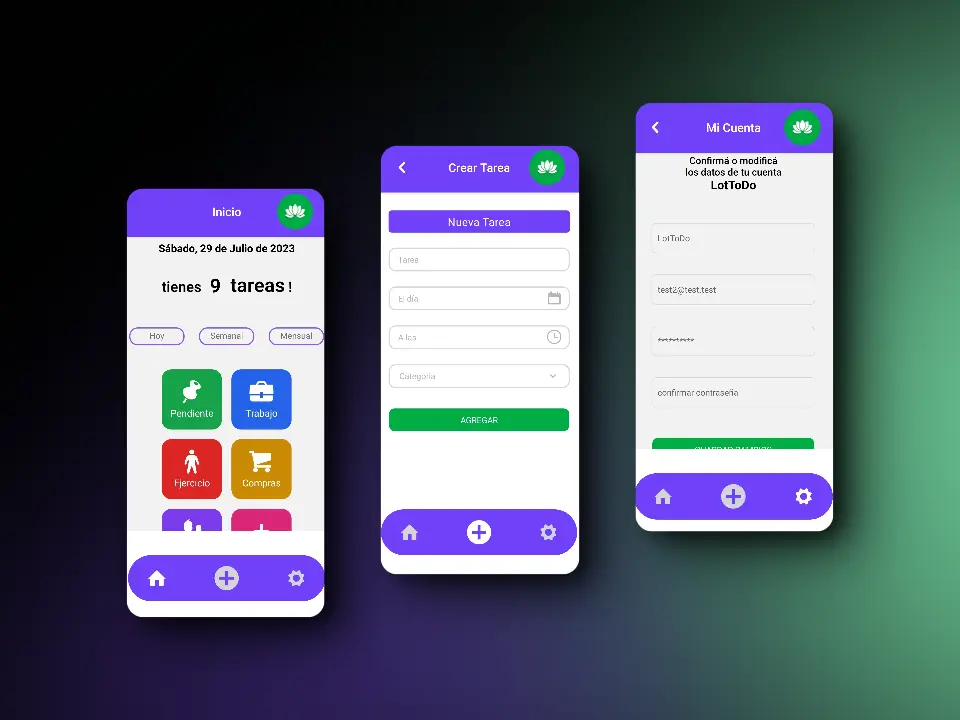 Inicio
Sábado, 29 de Julio de 2023
tienes 9 tareas !
Hoy
Semanal
Mensual
Pendiente
Trabajo
Ejercicio
Compras
Crear Tarea
Nueva Tarea
Tarea
El día
A las
Categoria
AGREGAR
Mi Cuenta
Confirmá o modificá
los datos de tu cuenta
LotToDo
LotToDo
test2@test.test
**********
confirmar contraseña